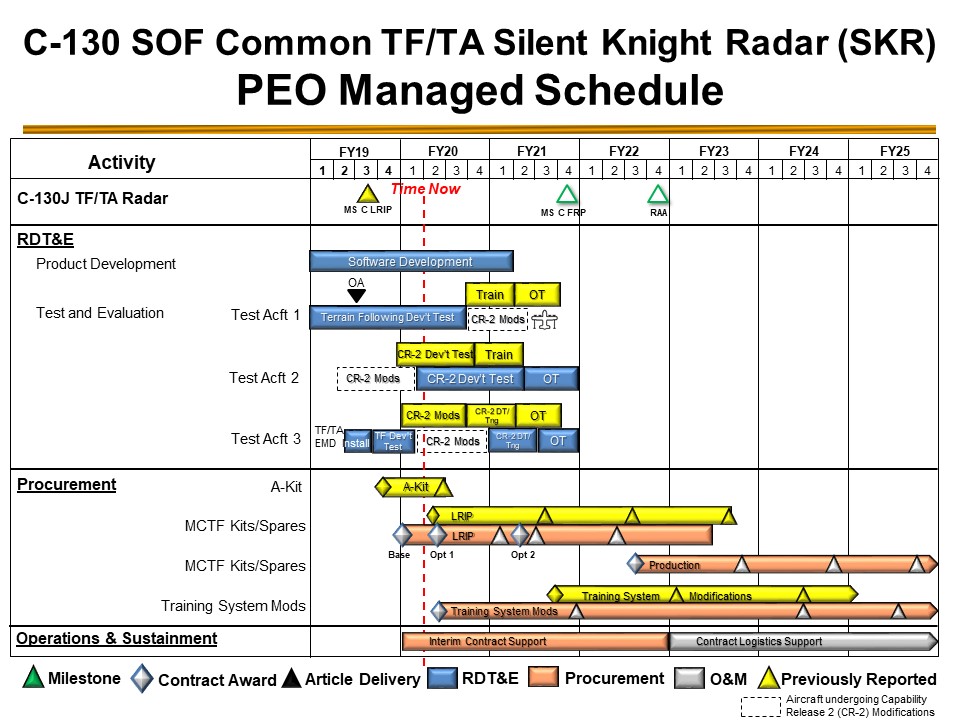 C-130 SOF Common TF/TA Silent Knight Radar (SKR)
PEO Managed Schedule
Activity
FY19 FY20 FY21 FY22 FY23 FY24 FY25
1 2 3 4 1 2 3 4 1 2 3 4 1 2 3 4 1 2 3 4 1 2 3 4 1 2 3 4
Time Now
C-130J TF/TA Radar
MS C LRIP MS C FRP RAA
RDT&E
Product Development Software Development
OA
Train OT
Test and Evaluation Test Acft 1 Terrain Following Dev't Test CR-2 Mods
CR-2 Dev't Test Train
Test Acft 2 CR-2 Mods CR-2 Dev't Test OT
CR-2 Mods CR-2 DT/ Trng OT
Test Acft 3 TF/TA EMD nstall TF Dev't Test CR-2 Mods CR-2 DT/ Trng OT
Procurement
A-Kit A-Kit
LRIP
MCTF Kits/Spares LRIP
Base Opt 1 Opt 2
MCTF Kits/Spares Production
Training System Modifications
Training System Mods Training System Mods
Operations & Sustainment Interim Contract Support Contract Logistics Support
Milestone Contract Award Article Delivery RDT&E Procurement O&M Previously Reported
Aircraft undergoing Capability
Release 2 (CR-2) Modifications